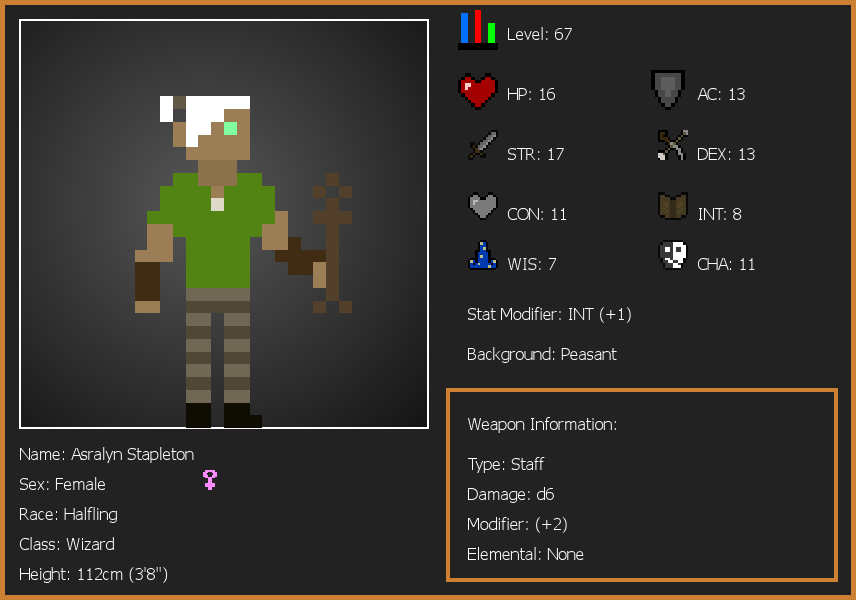 Level: 67
HP: 16
AC: 13
STR: 17
DEX: 13
CON: 11
INT: 8
WIS: 7
CHA: 11
Stat Modifier: INT (+1)
Background: Peasant
Weapon Information:
Type: Staff
Damage: d6
Modifier: (+2)
Elemental: None
Name: Asralyn Stapleton
Sex: Female
Race: Halfling
Class: Wizard
Height: 112cm (3'8")